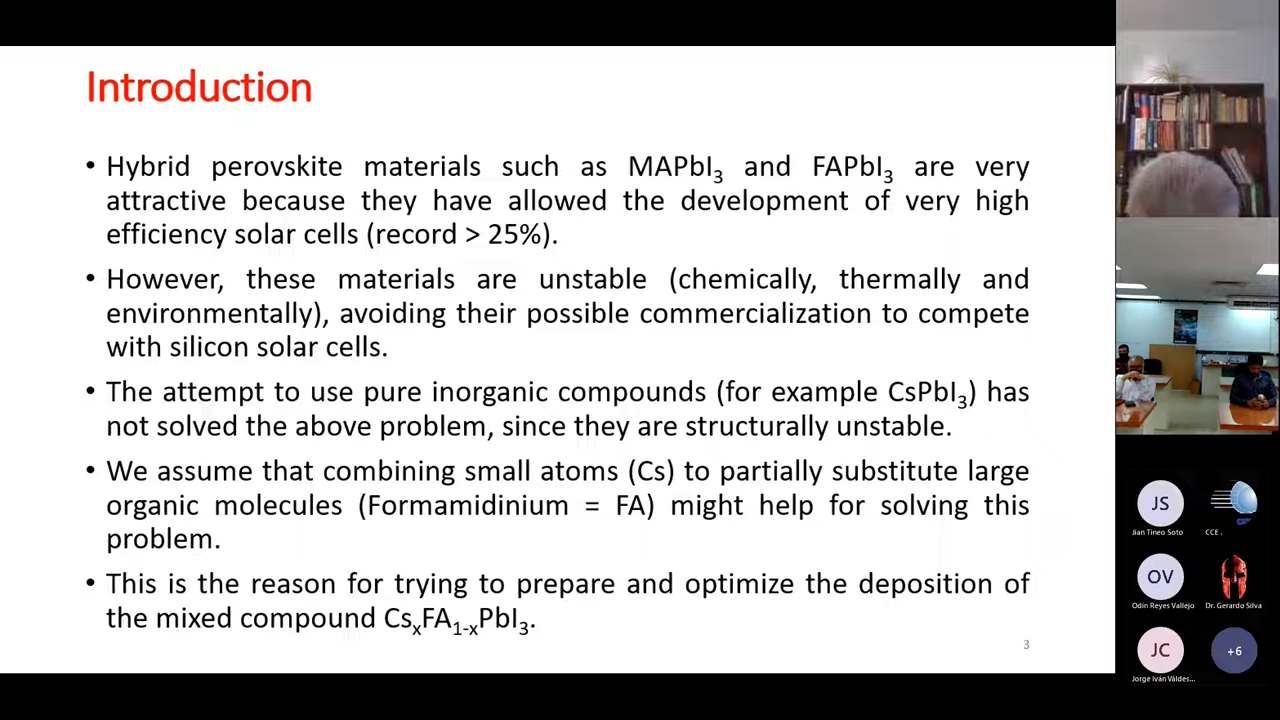 Introduction
• Hybrid perovskite materials such as MAPbI₃ and FAPbI₃ are very
attractive because they have allowed the development of very high
efficiency solar cells (record > 25%).
• However, these materials are unstable (chemically, thermally and
environmentally), avoiding their possible commercialization to compete
with silicon solar cells.
• The attempt to use pure inorganic compounds (for example CsPbI₃) has
not solved the above problem, since they are structurally unstable.
• We assume that combining small atoms (Cs) to partially substitute large
organic molecules (Formamidinium = FA) might help for solving this
problem.
• This is the reason for trying to prepare and optimize the deposition of
the mixed compound CsₓFA₁₋ₓPbI₃.
3
JS
Jian Tineo Soto
CCE .
OV
Odin Reyes Vallejo
Dr. Gerardo Silva
JC
Jorge Iván Váldes...
+6